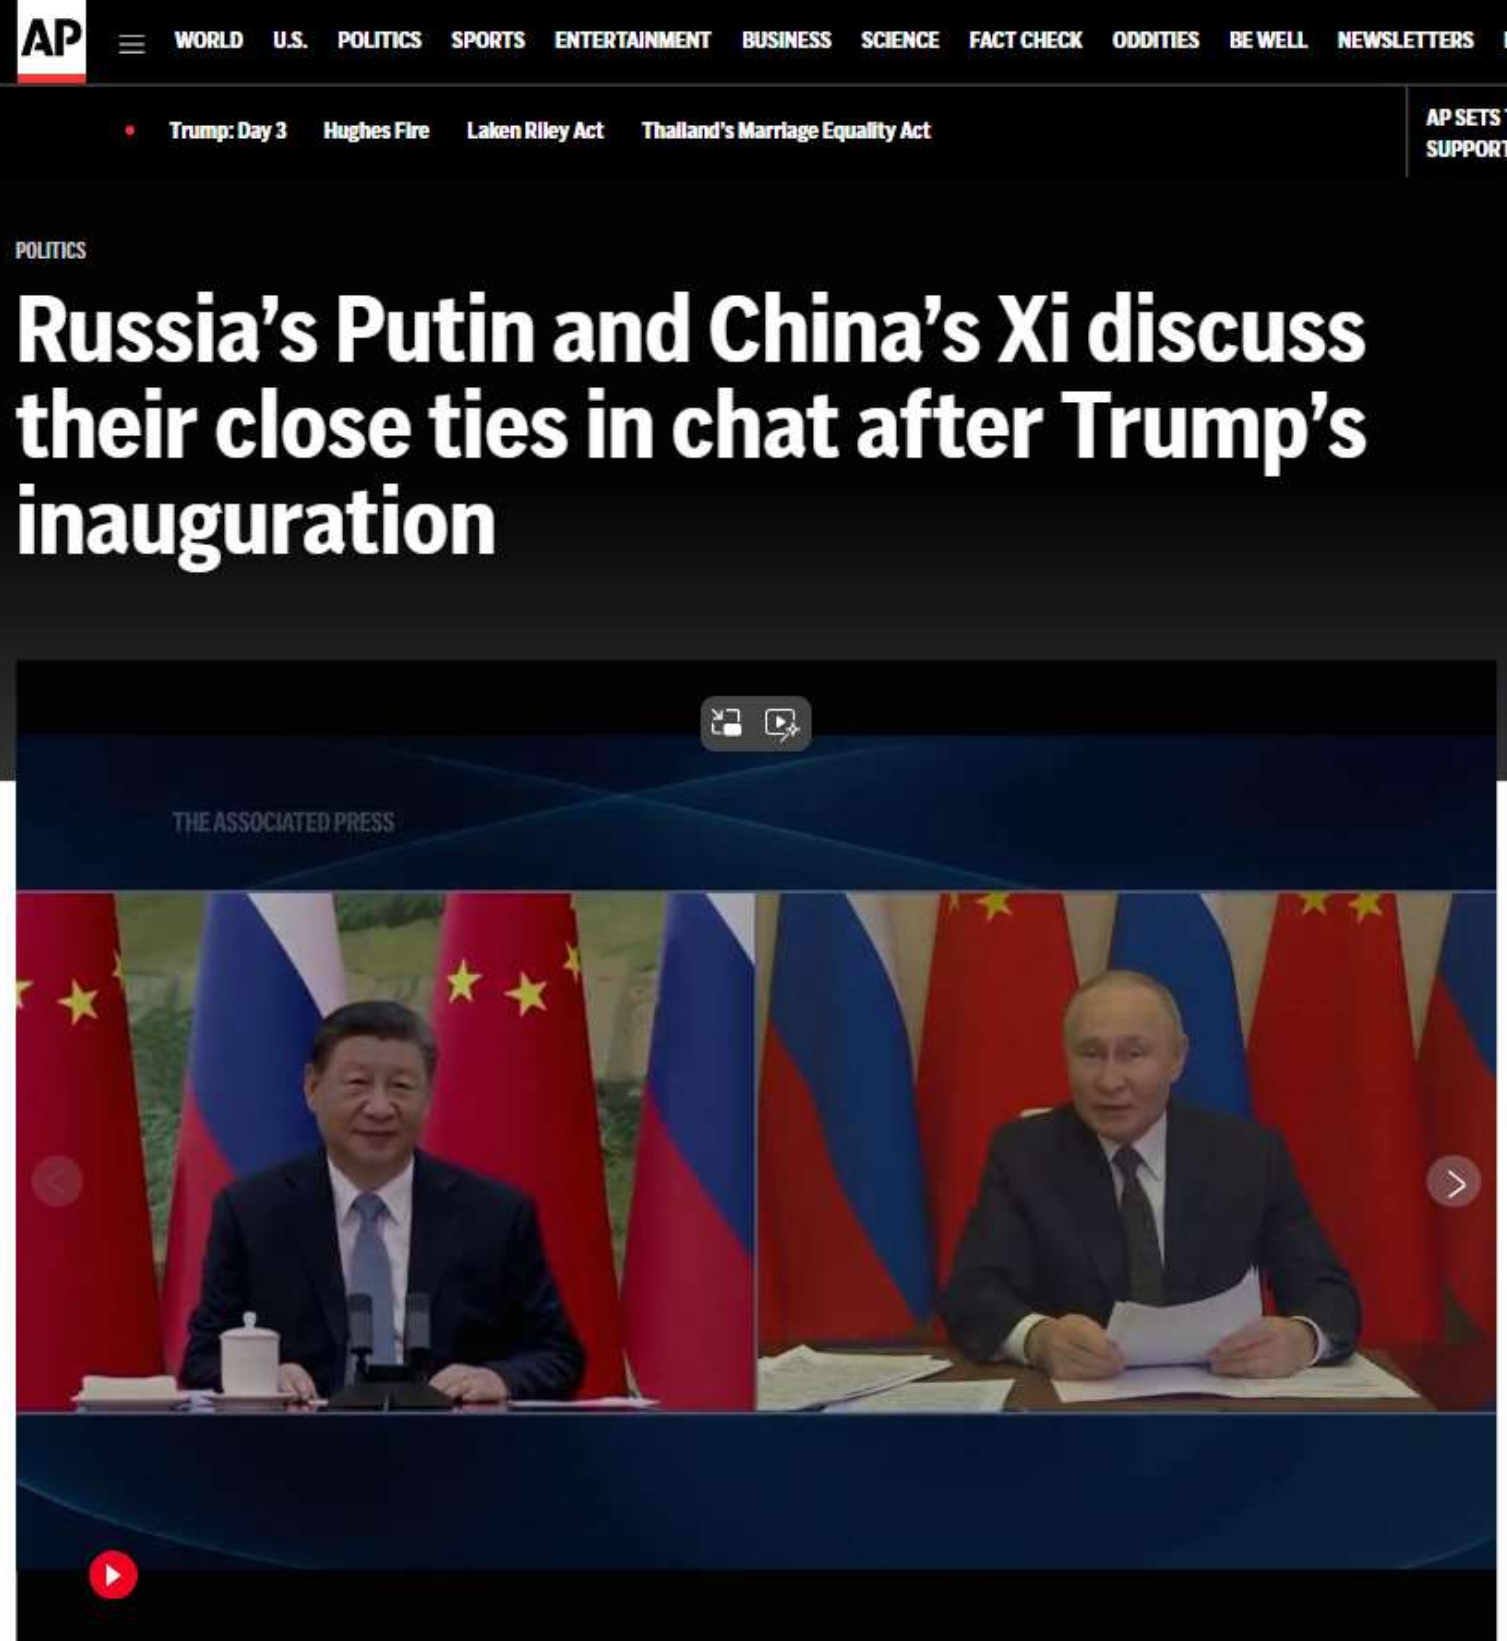 AP
WORLD U.S. POLITICS SPORTS ENTERTAINMENT BUSINESS SCIENCE FACT CHECK ODDITIES BE WELL NEWSLETTERS
Trump: Day 3 Hughes Fire Laken Riley Act Thailand's Marriage Equality Act
AP SETS
SUPPORT
POLITICS
Russia's Putin and China's Xi discuss
their close ties in chat after Trump's
inauguration
THE ASSOCIATED PRESS